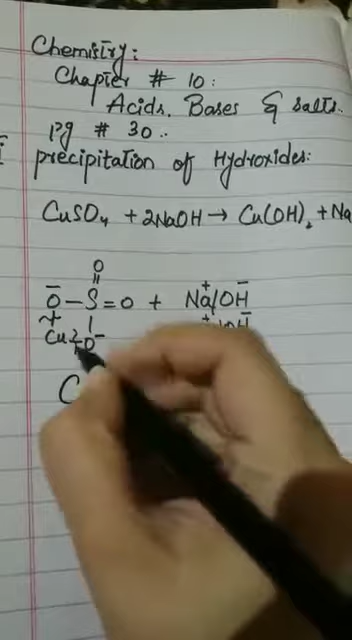 Chemistry:
Chapter # 10:
Acids, Bases & salts.
pg # 30..
precipitation of Hydroxides:
CuSO₄ + 2NaOH → Cu(OH)₂ + Na
O
Ō – S = O + Na⁺/OH⁻
O⁻
C